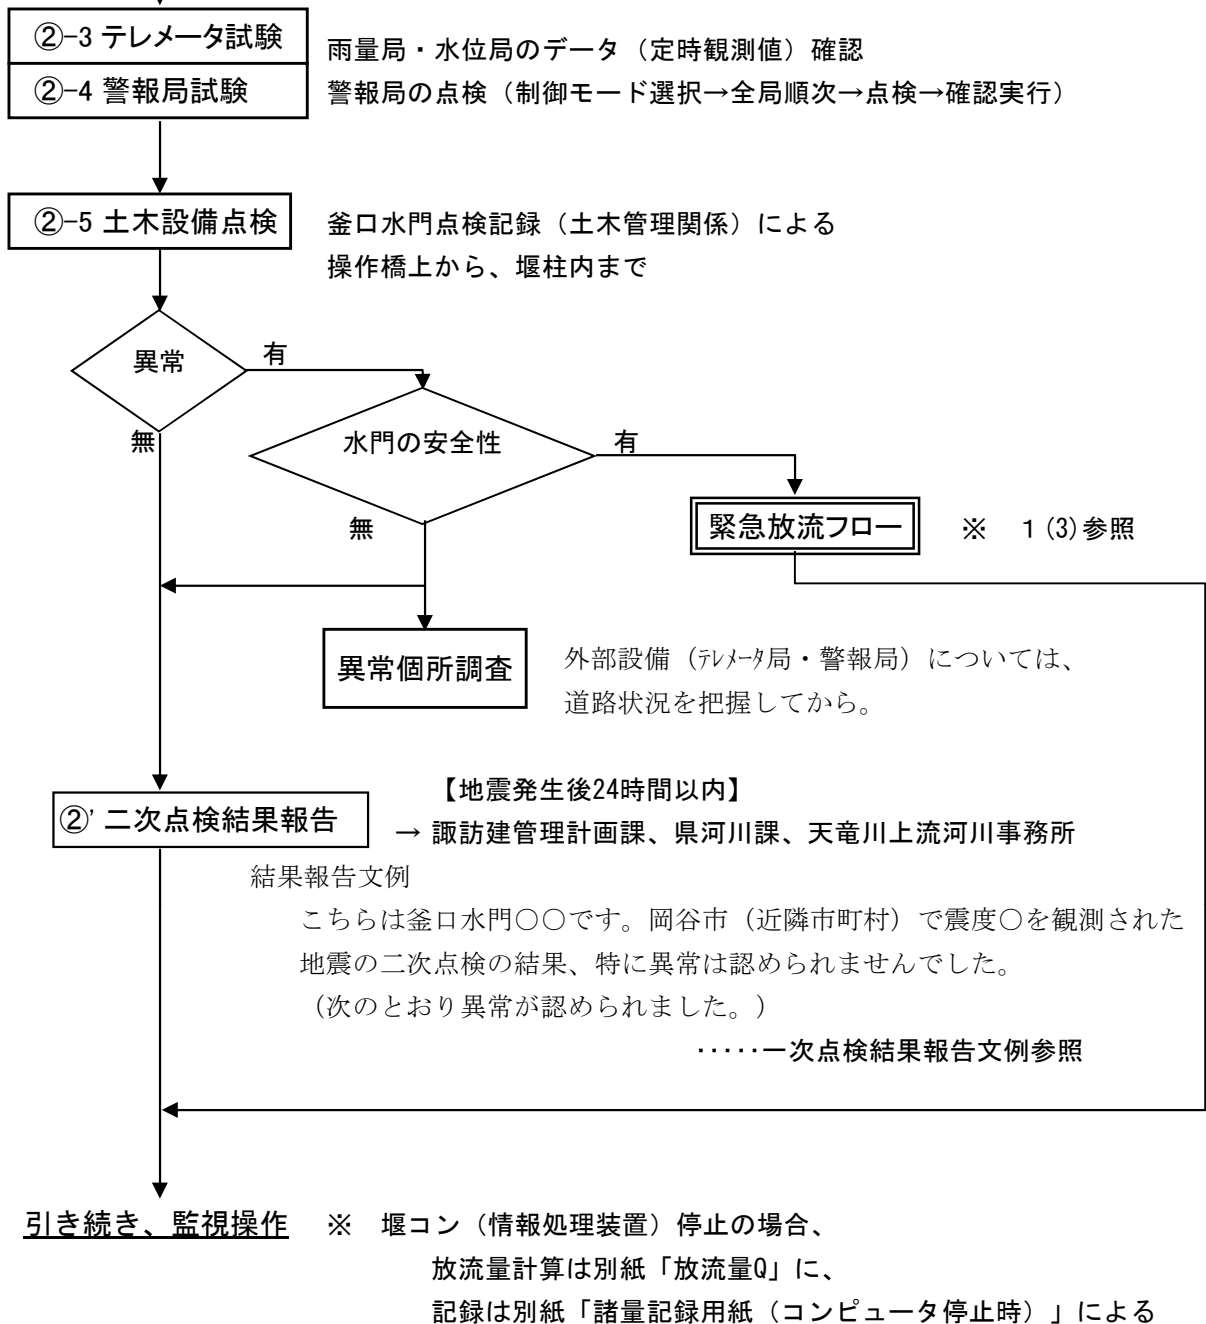 ②-3 テレメータ試験
雨量局・水位局のデータ（定時観測値）確認
②-4 警報局試験
警報局の点検（制御モード選択→全局順次→点検→確認実行）
②-5 土木設備点検
釜口水門点検記録（土木管理関係）による
操作橋上から、堰柱内まで
異常
有
無
水門の安全性
有
無
緊急放流フロー
※　1(3)参照
異常個所調査
外部設備（ﾃﾚﾒｰﾀ局・警報局）については、
道路状況を把握してから。
【地震発生後24時間以内】
②' 二次点検結果報告
→ 諏訪建管理計画課、県河川課、天竜川上流河川事務所
結果報告文例
こちらは釜口水門○○です。岡谷市（近隣市町村）で震度○を観測された
地震の二次点検の結果、特に異常は認められませんでした。
（次のとおり異常が認められました。）
・・・・・一次点検結果報告文例参照
引き続き、監視操作
※　堰コン（情報処理装置）停止の場合、
放流量計算は別紙「放流量Q」に、
記録は別紙「諸量記録用紙（コンピュータ停止時）」による